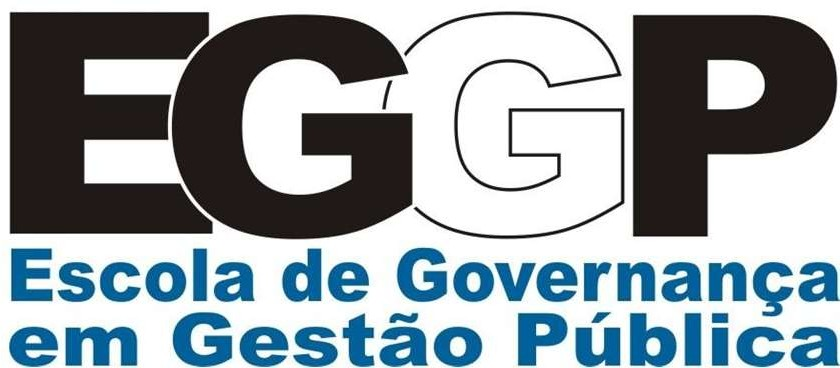 EGGP
Escola de Governança
em Gestão Pública